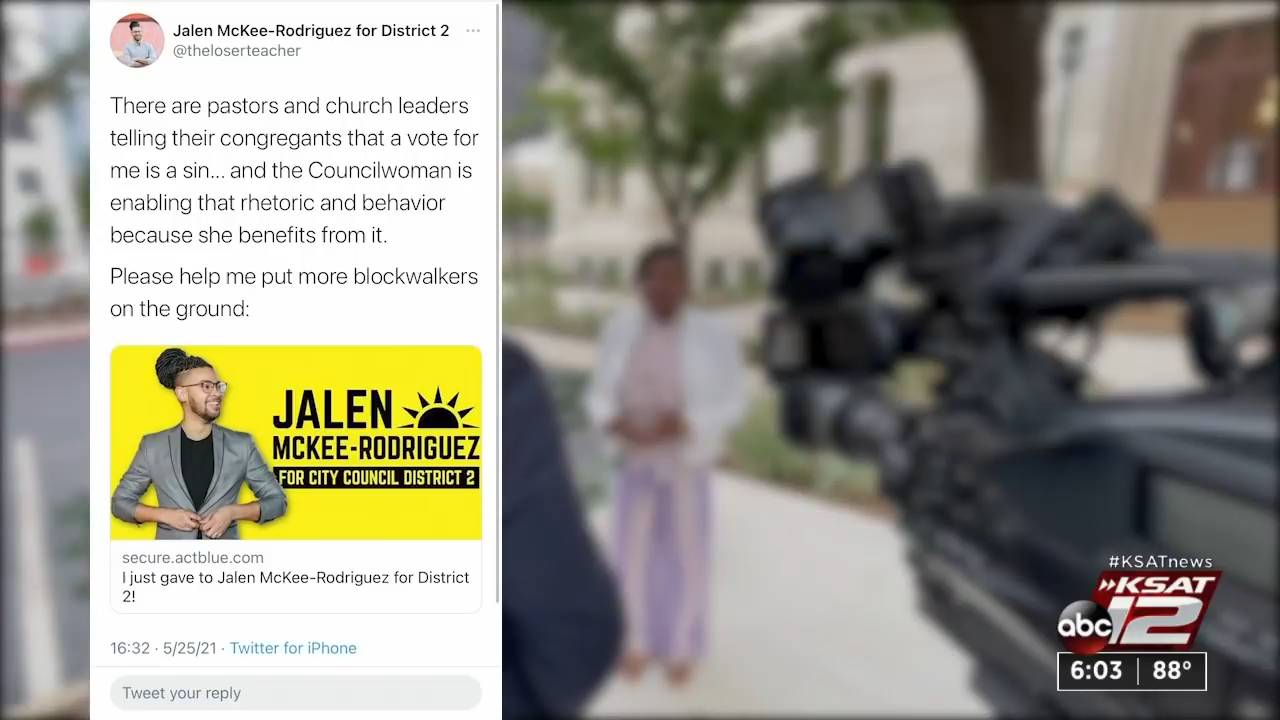 Jalen McKee-Rodriguez for District 2
@theloserteacher
There are pastors and church leaders
telling their congregants that a vote for
me is a sin... and the Councilwoman is
enabling that rhetoric and behavior
because she benefits from it.
Please help me put more blockwalkers
on the ground:
JALEN
MCKEE-RODRIGUEZ
FOR CITY COUNCIL DISTRICT 2
secure.actblue.com
I just gave to Jalen McKee-Rodriguez for District
2!
16:32 · 5/25/21 · Twitter for iPhone
Tweet your reply
#KSATnews
KSAT
abc 12
6:03 88°